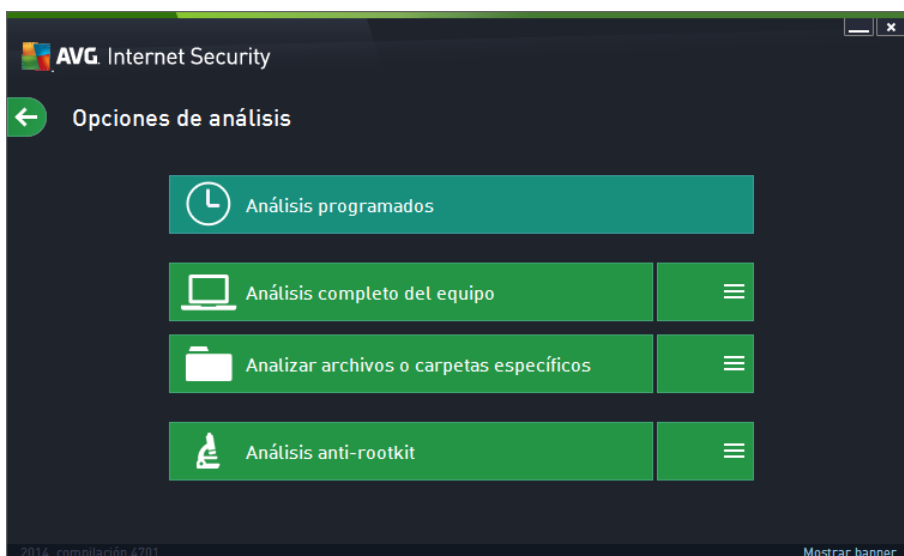 AVG. Internet Security
Opciones de análisis
Análisis programados
Análisis completo del equipo
Analizar archivos o carpetas específicos
Análisis anti-rootkit
2014, compilación 4701
Mostrar banner